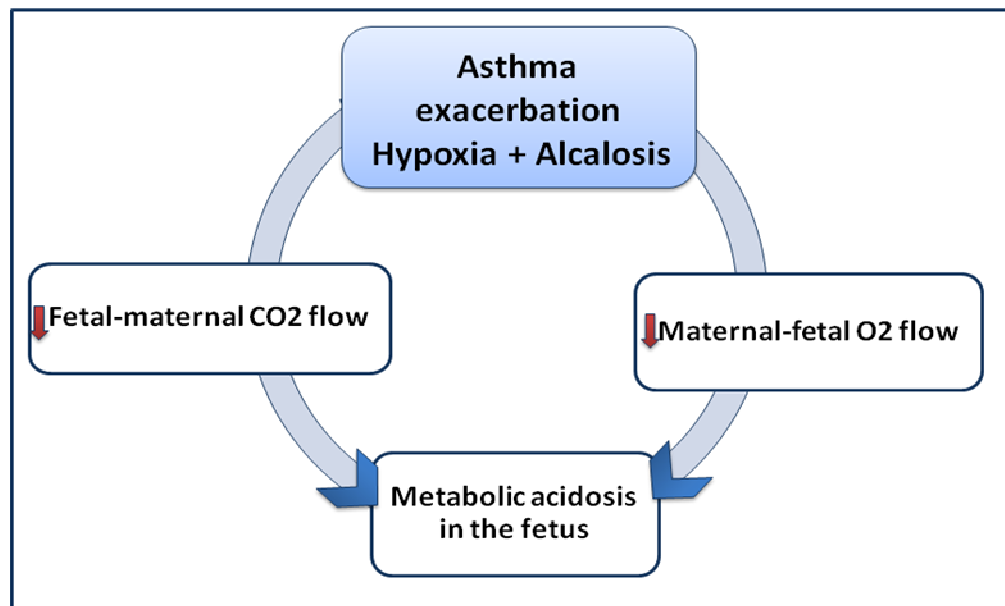 Asthma
exacerbation
Hypoxia + Alcalosis
Fetal-maternal CO2 flow
Maternal-fetal O2 flow
Metabolic acidosis
in the fetus